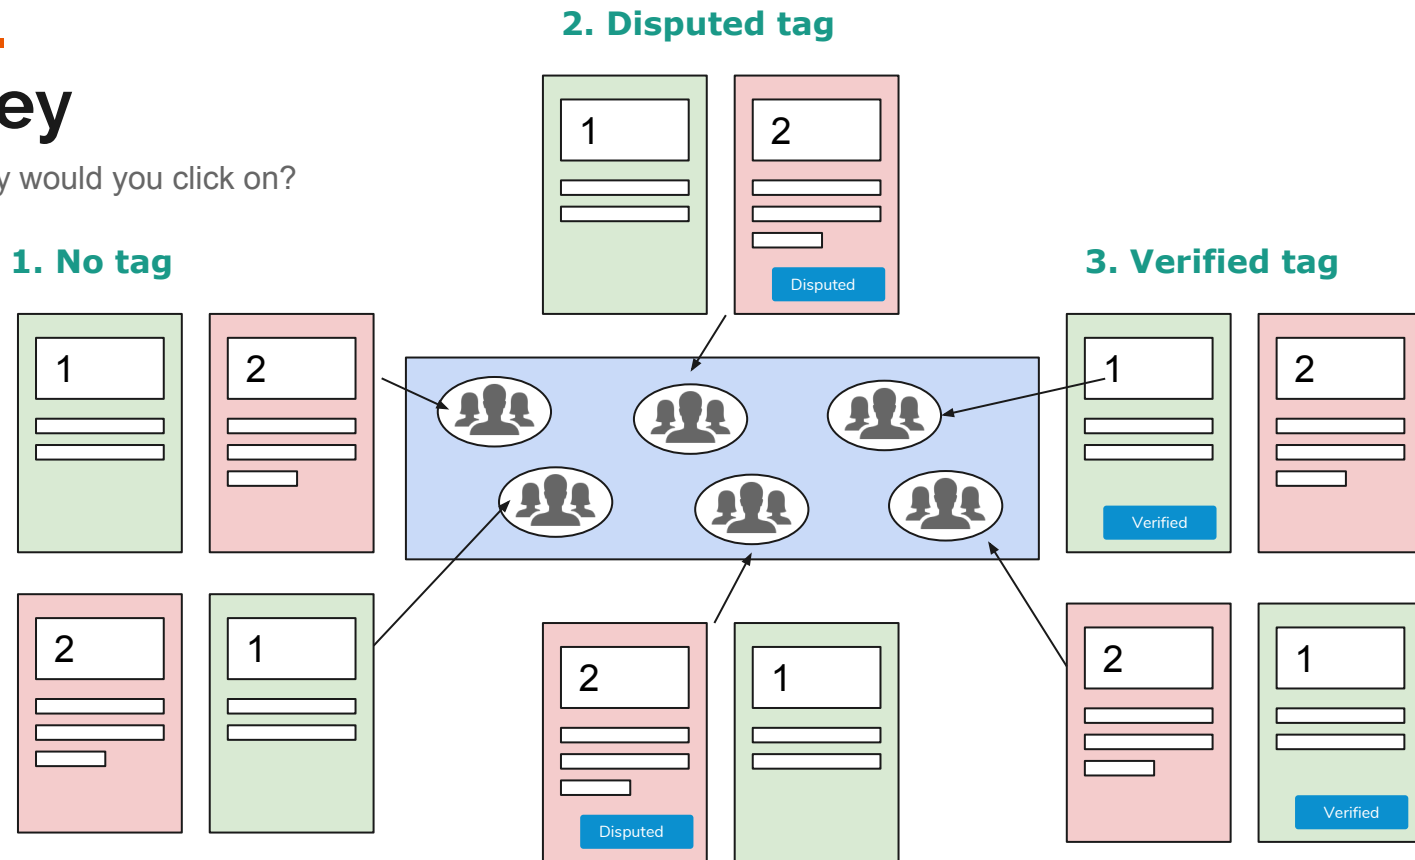 2. Disputed tag
ey
y would you click on?
1 2
Disputed
1. No tag
3. Verified tag
1 2
1 2
Verified
2 1
2 1
Disputed
2 1
Verified